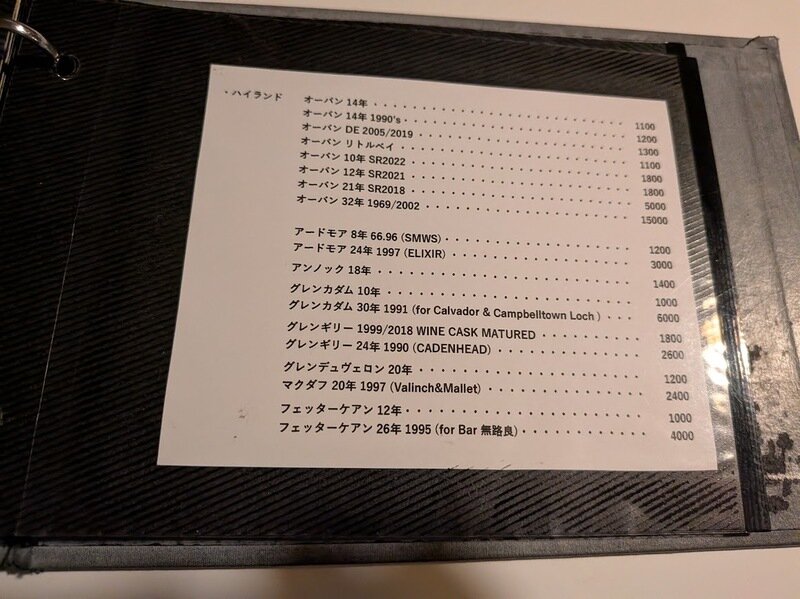 ・ハイランド オーバン 14年・・・・・・・・・・・・・・・・・・・・・・・・1100
オーバン 14年 1990's・・・・・・・・・・・・・・・・・・・・・1200
オーバン DE 2005/2019・・・・・・・・・・・・・・・・・・・・1300
オーバン リトルベイ・・・・・・・・・・・・・・・・・・・・・・1100
オーバン 10年 SR2022・・・・・・・・・・・・・・・・・・・・1800
オーバン 12年 SR2021・・・・・・・・・・・・・・・・・・・・1800
オーバン 21年 SR2018・・・・・・・・・・・・・・・・・・・・5000
オーバン 32年 1969/2002・・・・・・・・・・・・・・・・・・・15000
アードモア 8年 66.96 (SMWS)・・・・・・・・・・・・・・・・・1200
アードモア 24年 1997 (ELIXIR)・・・・・・・・・・・・・・・・3000
アンノック 18年・・・・・・・・・・・・・・・・・・・・・・・・1400
グレンカダム 10年・・・・・・・・・・・・・・・・・・・・・・・1000
グレンカダム 30年 1991 (for Calvador & Campbelltown Loch )・・・・6000
グレンギリー 1999/2018 WINE CASK MATURED・・・・・・・・・・1800
グレンギリー 24年 1990 (CADENHEAD)・・・・・・・・・・・・・・2600
グレンデュヴェロン 20年・・・・・・・・・・・・・・・・・・・・1200
マクダフ 20年 1997 (Valinch&Mallet)・・・・・・・・・・・・・・2400
フェッターケアン 12年・・・・・・・・・・・・・・・・・・・・・1000
フェッターケアン 26年 1995 (for Bar 無路良)・・・・・・・・・・・4000